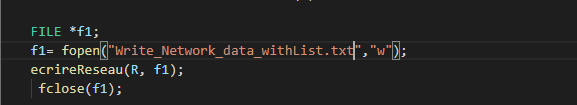 FILE *f1;
f1= fopen("Write_Network_data_withList.txt","w");
ecrireReseau(R, f1);
fclose(f1);